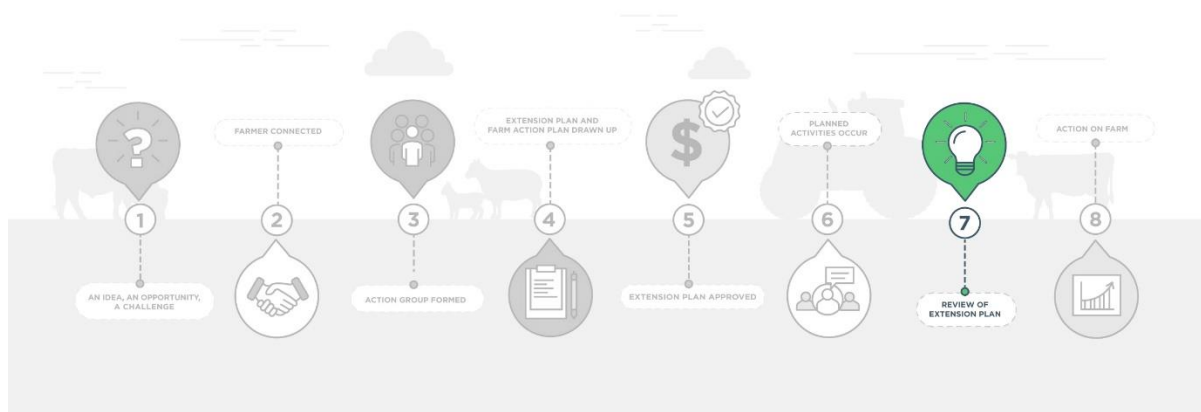 ?
1
AN IDEA, AN OPPORTUNITY,
A CHALLENGE
FARMER CONNECTED
2
3
ACTION GROUP FORMED
EXTENSION PLAN AND
FARM ACTION PLAN DRAWN UP
4
$
5
EXTENSION PLAN APPROVED
PLANNED
ACTIVITIES OCCUR
6
7
REVIEW OF
EXTENSION PLAN
ACTION ON FARM
8